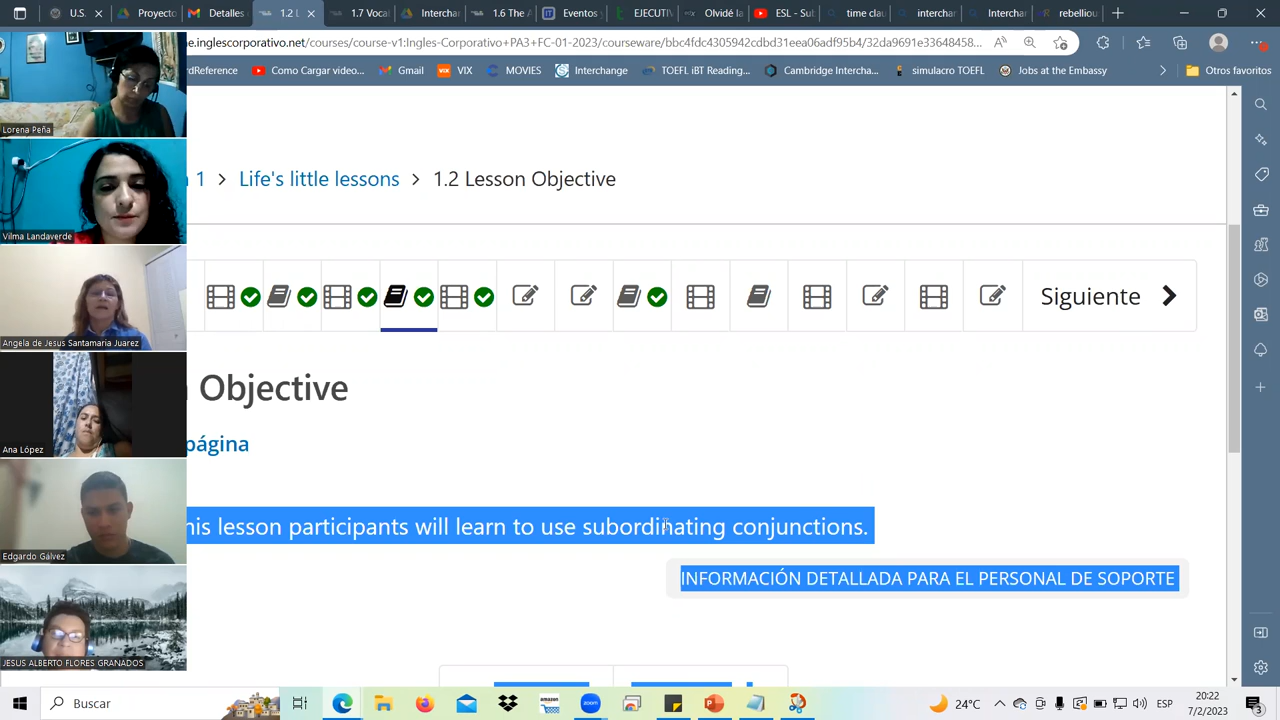 U.S.
Proyecto
1.2 L
1.7 Voca
Interchar
1.6 The A
Eventos
EJECUTIV
Olvidé la
ESL - Sul
time can
interchan
Interchar
rebelliou
e.inglescorporativo.net/courses/course-v1:Ingles-Corporativo+PA3+FC-01-2023/courseware/bbc4fdc4305942cdbd31eea06adf95b4/32da9691e33648458...
rdReference
Como Cargar video...
Gmail
VIX
MOVIES
Interchange
TOEFL iBT Reading...
Cambridge Intercha...
simulacro TOEFL
Jobs at the Embassy
Otros favoritos
Lorena Peña
1 > Life's little lessons > 1.2 Lesson Objective
Vilma Landaverde
Siguiente
Angela de Jesus Santamaria Juarez
Objective
página
Ana López
his lesson participants will learn to use subordinating conjunctions.
Edgardo Gálvez
INFORMACIÓN DETALLADA PARA EL PERSONAL DE SOPORTE
JESUS ALBERTO FLORES GRANADOS
Buscar
amazon
zoom
24°C
ESP
20:22
7/2/2023
3